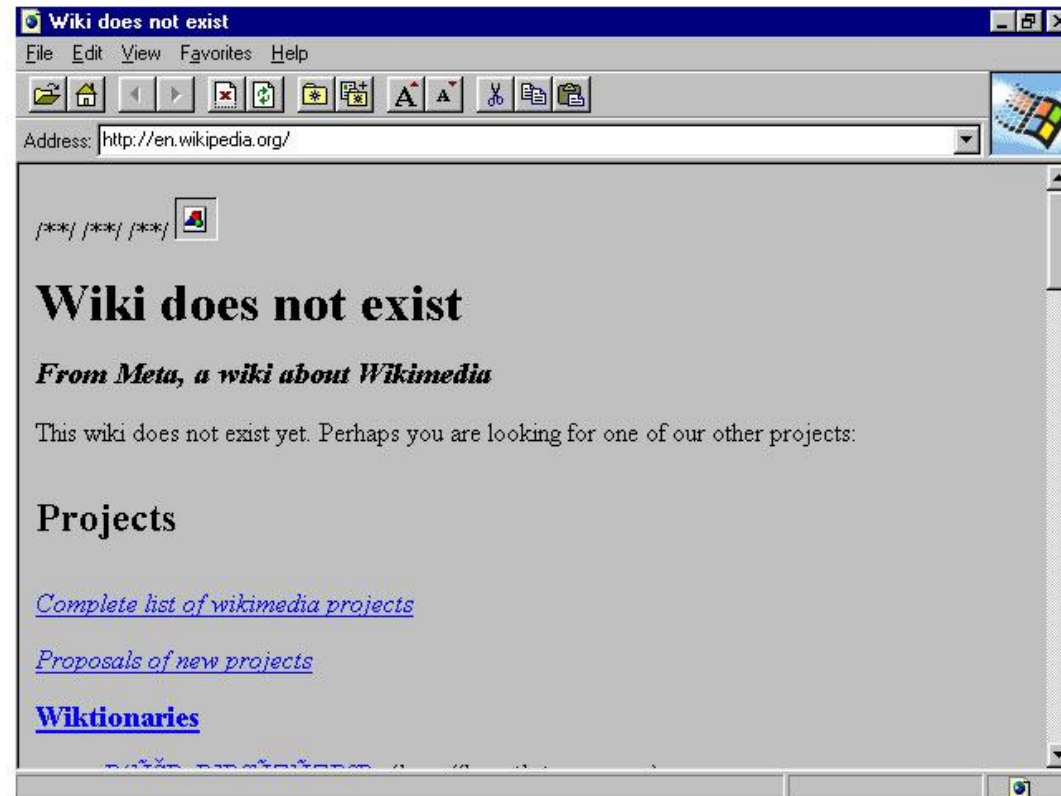 Wiki does not exist
File Edit View Favorites Help
Address: http://en.wikipedia.org/
/**/ /**/ /**/
Wiki does not exist
From Meta, a wiki about Wikimedia
This wiki does not exist yet. Perhaps you are looking for one of our other projects:
Projects
Complete list of wikimedia projects
Proposals of new projects
Wiktionaries